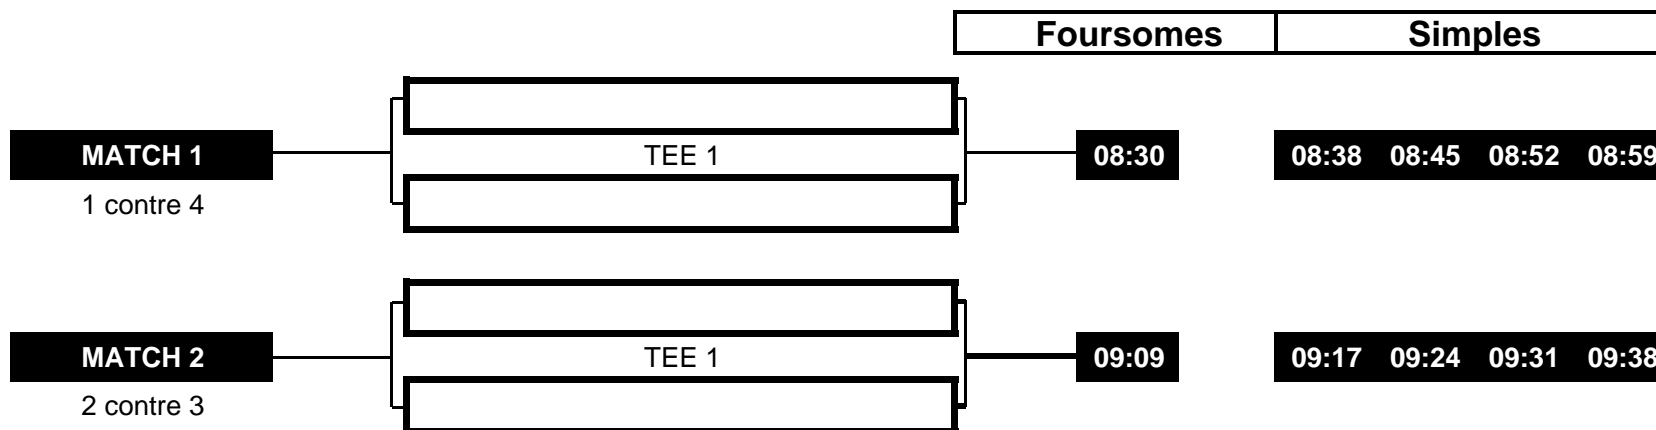 Foursomes Simples
MATCH 1 TEE 1 08:30 08:38 08:45 08:52 08:59
1 contre 4
MATCH 2 TEE 1 09:09 09:17 09:24 09:31 09:38
2 contre 3